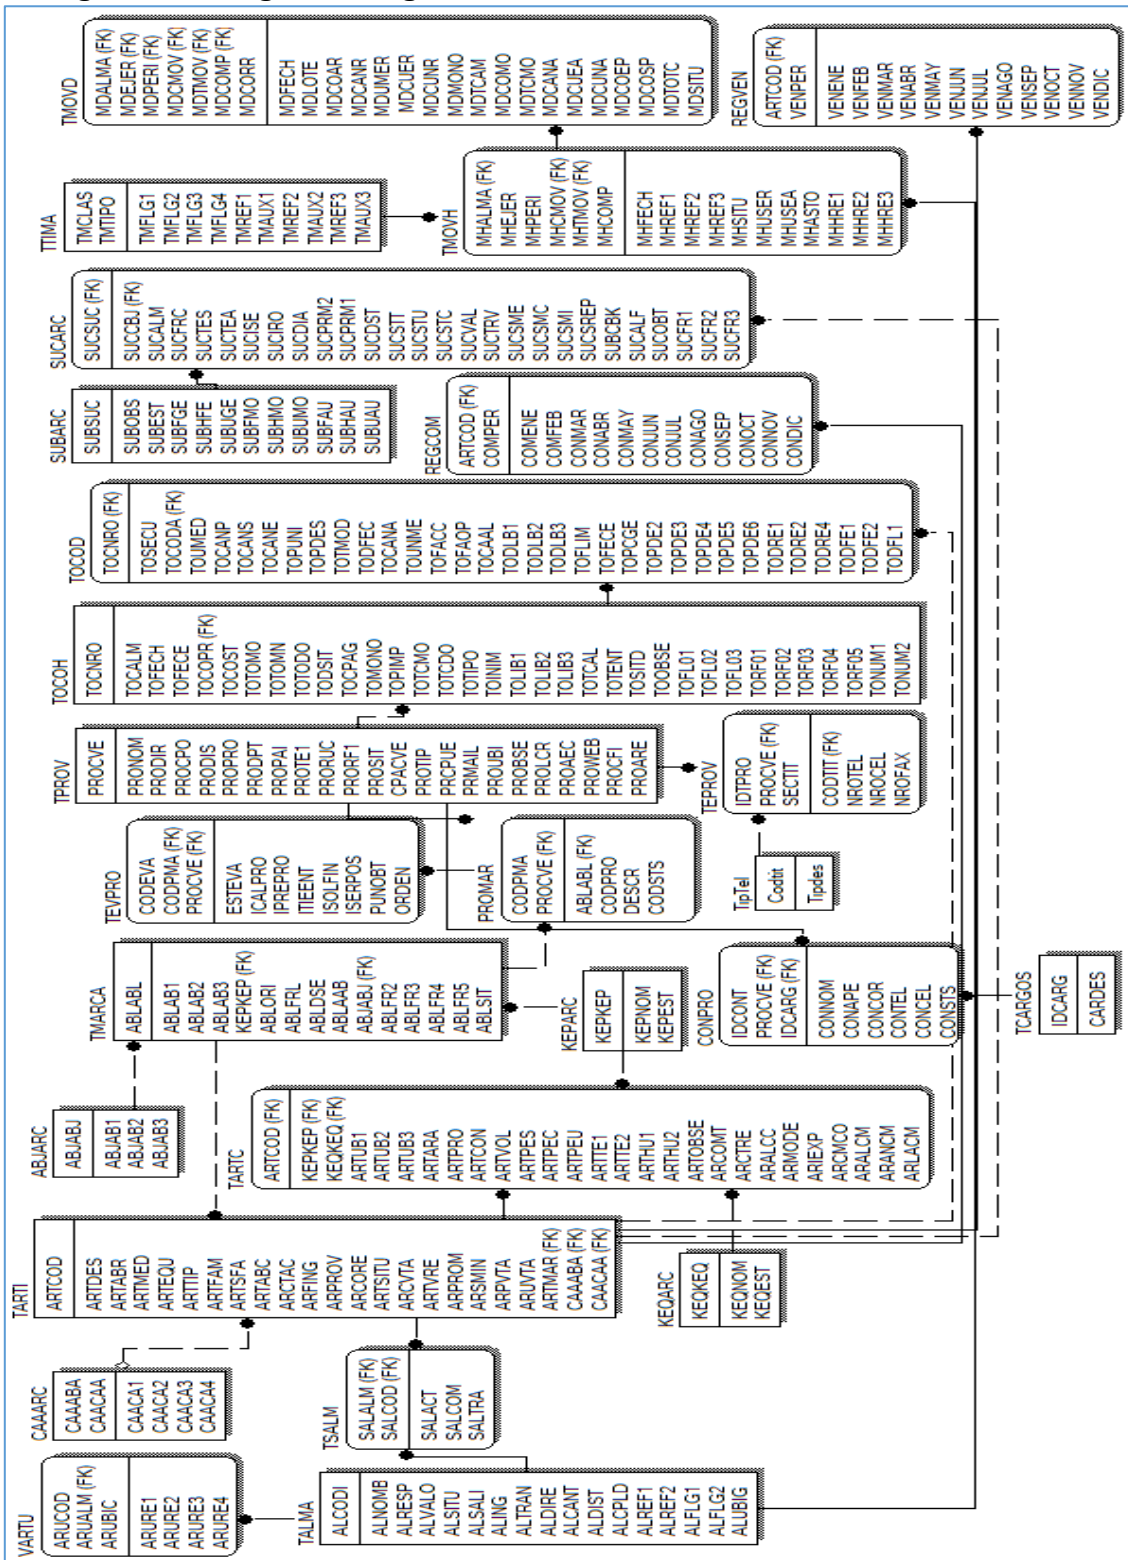 VARTU
ARUCOD
ARUALM (FK)
ARUBIC
ARURE1
ARURE2
ARURE3
ARURE4
TALMA
ALCODI
ALNOMB
ALRESP
ALVALO
ALSITU
ALSALI
ALING
ALTRAN
ALDIRE
ALCANT
ALDIST
ALCPLD
ALREF1
ALREF2
ALFLG1
ALFLG2
ALUBIG
CAAARC
CAAABA
CAACAA
CAACA1
CAACA2
CAACA3
CAACA4
TSALM
SALALM (FK)
SALCOD (FK)
SALACT
SALCOM
SALTRA
TARTI
ARTCOD
ARTDES
ARTABR
ARTMED
ARTEQU
ARTTIP
ARTFAM
ARTSFA
ARTABC
ARCTAC
ARFING
ARPROV
ARCORE
ARTSITU
ARCVTA
ARTVRE
ARPROM
ARSMIN
ARPVTA
ARUVTA
ARTMAR (FK)
CAAABA (FK)
CAACAA (FK)
ABJARC
ABJABJ
ABJAB1
ABJAB2
ABJAB3
TARTC
ARTCOD (FK)
KEPKEP (FK)
KEQKEQ (FK)
ARTUB1
ARTUB2
ARTUB3
ARTARA
ARTPRO
ARTCON
ARTVOL
ARTPES
ARTPEC
ARTPEU
ARTTE1
ARTTE2
ARTHU1
ARTHU2
ARTOBSE
ARCOMT
ARCTRE
ARALCC
ARMODE
ARIEXP
ARCMCO
ARALCM
ARANCM
ARLACM
KEQARC
KEQKEQ
KEQNOM
KEQEST
TMARCA
ABLABL
ABLAB1
ABLAB2
ABLAB3
KEPKEP (FK)
ABLORI
ABLFRL
ABLDSE
ABLAAB
ABJABJ (FK)
ABLFR2
ABLFR3
ABLFR4
ABLFR5
ABLSIT
KEPARC
KEPKEP
KEPNOM
KEPEST
TEVPRO
CODEVA
CODPMA (FK)
PROCVE (FK)
ESTEVA
ICALPRO
IPREPRO
ITIEENT
ISOLFIN
ISERPOS
PUNOBT
ORDEN
PROMAR
CODPMA
PROCVE (FK)
ABLABL (FK)
CODPRO
DESCR
CODSTS
CONPRO
IDCONT
PROCVE (FK)
IDCARG (FK)
CONNOM
CONAPE
CONCOR
CONTEL
CONCEL
CONSTS
TCARGOS
IDCARG
CARDES
TPROV
PROCVE
PRONOM
PRODIR
PROCPO
PRODIS
PROPRO
PRODPT
PROPAI
PROTE1
PRORUC
PRORF1
PROSIT
CPACVE
PROTIP
PRCPUE
PRMAIL
PROUBI
PROBSE
PROLCR
PROAEC
PROWEB
PROCFI
PROARE
TipTel
Codtit
Tipdes
TEPROV
IDTPRO
PROCVE (FK)
SECTIT
CODTIT (FK)
NROTEL
NROCEL
NROFAX
TOCOH
TOCNRO
TOCALM
TOFECH
TOFECE
TOCOPR (FK)
TOCOST
TOTOMO
TOTOMN
TOTODO
TODSIT
TOCPAG
TOMONO
TOPIMP
TOTCMO
TOTCDO
TOTIPO
TOINIM
TOLIB1
TOLIB2
TOLIB3
TOTCAL
TOTENT
TOSITD
TOOBSE
TOFL01
TOFL02
TOFL03
TORF01
TORF02
TORF03
TORF04
TORF05
TONUM1
TONUM2
TOCOD
TOCNRO (FK)
TOSECU
TOCODA (FK)
TOUMED
TOCANP
TOCANS
TOCANE
TOPUNI
TOPDES
TOTMOD
TODFEC
TOCANA
TOUNME
TOFACC
TOFAOP
TOCAAL
TODLB1
TODLB2
TODLB3
TOFLIM
TOFECE
TOPCGE
TOPDE2
TOPDE3
TOPDE4
TOPDE5
TOPDE6
TODRE1
TODRE2
TODRE4
TODFE1
TODFE2
TODFL1
SUBARC
SUBSUC
SUBOBS
SUBEST
SUBFGE
SUBHFE
SUBUGE
SUBFMO
SUBHMO
SUBUMO
SUBFAU
SUBHAU
SUBUAU
REGCOM
ARTCOD (FK)
COMPER
COMENE
COMFEB
CONMAR
CONABR
CONMAY
CONJUN
CONJUL
CONAGO
CONSEP
CONOCT
CONNOV
CONDIC
SUCARC
SUCSUC (FK)
SUCCBJ (FK)
SUCALM
SUCFRC
SUCTES
SUCTEA
SUCISE
SUCIRO
SUCDIA
SUCPRM2
SUCPRM1
SUCDST
SUCSTT
SUCSTU
SUCSTC
SUCVAL
SUCTRV
SUCSME
SUCSMC
SUCSMI
SUCSREP
SUBCBK
SUCALF
SUCOBT
SUCFR1
SUCFR2
SUCFR3
TTIMA
TMCLAS
TMTIPO
TMFLG1
TMFLG2
TMFLG3
TMFLG4
TMREF1
TMAUX1
TMREF2
TMAUX2
TMREF3
TMAUX3
TMOVH
MHALMA (FK)
MHEJER
MHPERI
MHCMOV (FK)
MHTMOV (FK)
MHCOMP
MHFECH
MHREF1
MHREF2
MHREF3
MHSITU
MHUSER
MHUSEA
MHASTO
MHHRE1
MHHRE2
MHHRE3
TMOVD
MDALMA (FK)
MDEJER (FK)
MDPERI (FK)
MDCMOV (FK)
MDTMOV (FK)
MDCOMP (FK)
MDCORR
MDFECH
MDLOTE
MDCOAR
MDCANR
MDUMER
MDCUER
MDCUNR
MDMONO
MDTCAM
MDCOMO
MDTCMO
MDCANA
MDCUEA
MDCUNA
MDCOEP
MDCOSP
MDTOTC
MDSITU
REGVEN
ARTCOD (FK)
VENPER
VENENE
VENFEB
VENMAR
VENABR
VENMAY
VENJUN
VENJUL
VENAGO
VENSEP
VENOCT
VENNOV
VENDIC